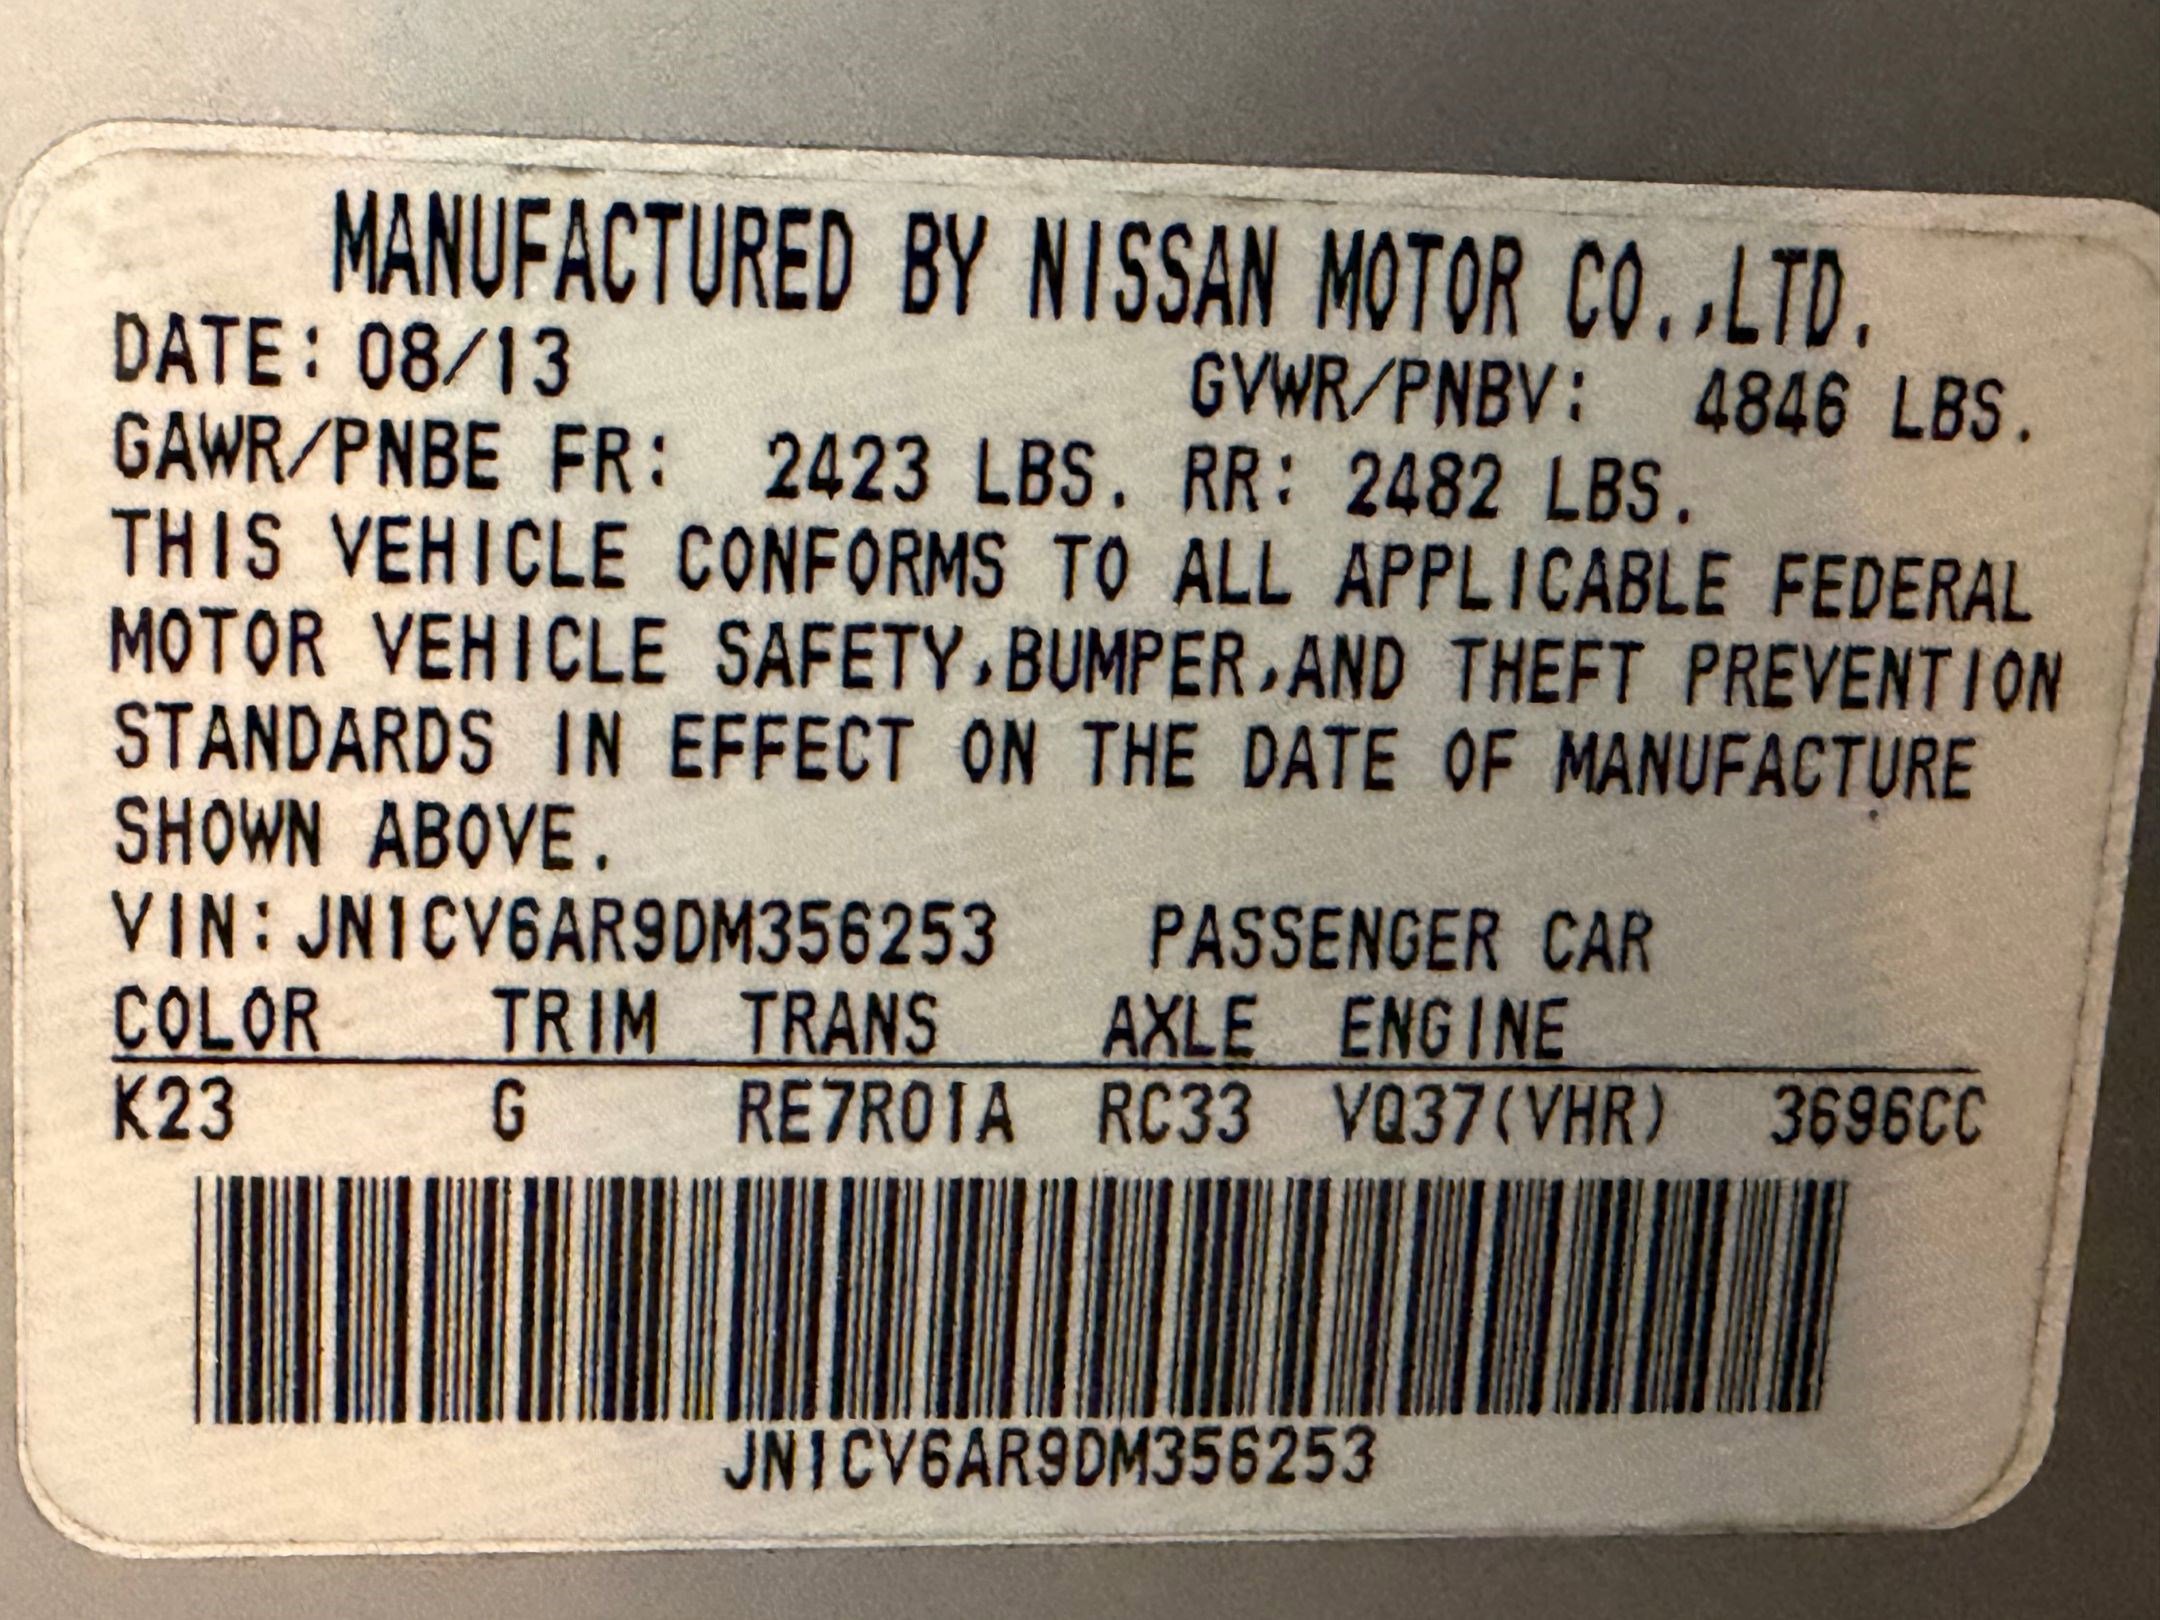 MANUFACTURED BY NISSAN MOTOR CO.,LTD.
DATE: 08/13 GVWR/PNBV: 4846 LBS.
GAWR/PNBE FR: 2423 LBS. RR: 2482 LBS.
THIS VEHICLE CONFORMS TO ALL APPLICABLE FEDERAL
MOTOR VEHICLE SAFETY,BUMPER,AND THEFT PREVENTION
STANDARDS IN EFFECT ON THE DATE OF MANUFACTURE
SHOWN ABOVE.
VIN:JN1CV6AR9DM356253 PASSENGER CAR
COLOR TRIM TRANS AXLE ENGINE
K23 G RE7R01A RC33 VQ37(VHR) 3696CC
JN1CV6AR9DM356253